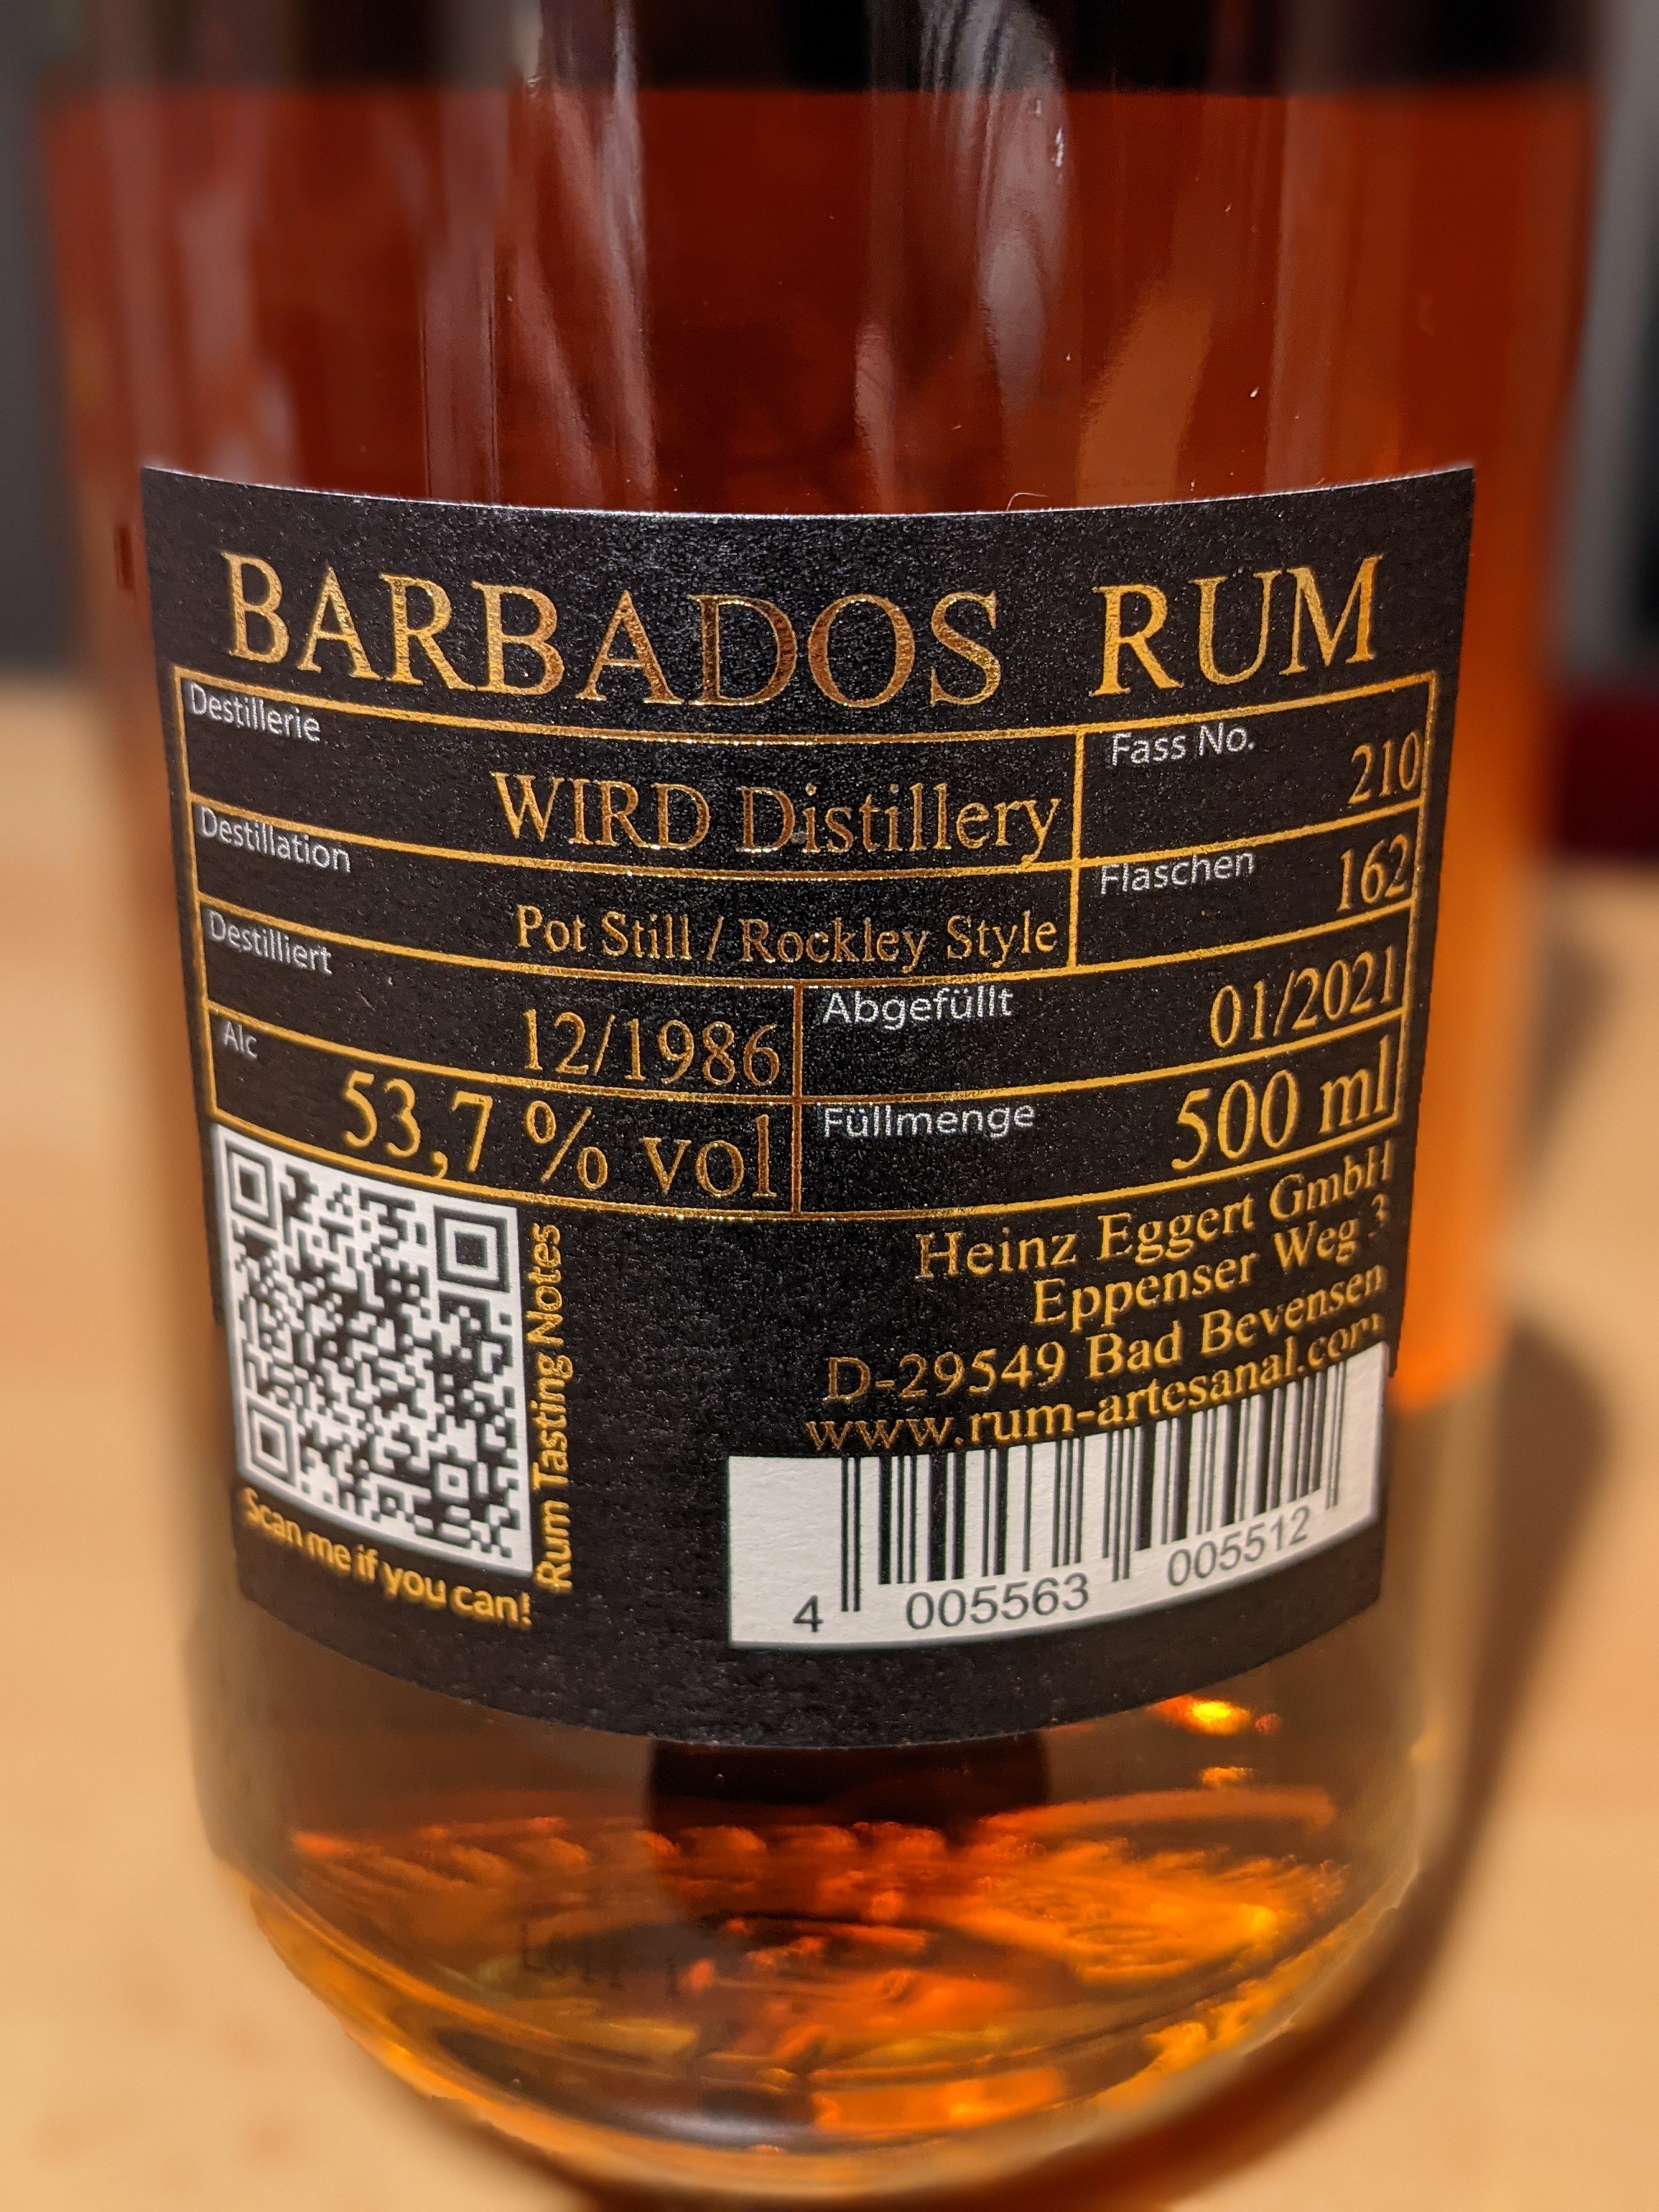 BARBADOS RUM
Destillerie
WIRD Distillery
Fass No.
210
Destillation
Pot Still / Rockley Style
Flaschen
162
Destilliert
12/1986
Abgefüllt
01/2021
Alc
53,7 % vol
Füllmenge
500 ml
Heinz Eggert GmbH
Eppenser Weg 3
D-29549 Bad Bevensen
www.rum-artesanal.com
Rum Tasting Notes
Scan me if you can!
4 005563 005512